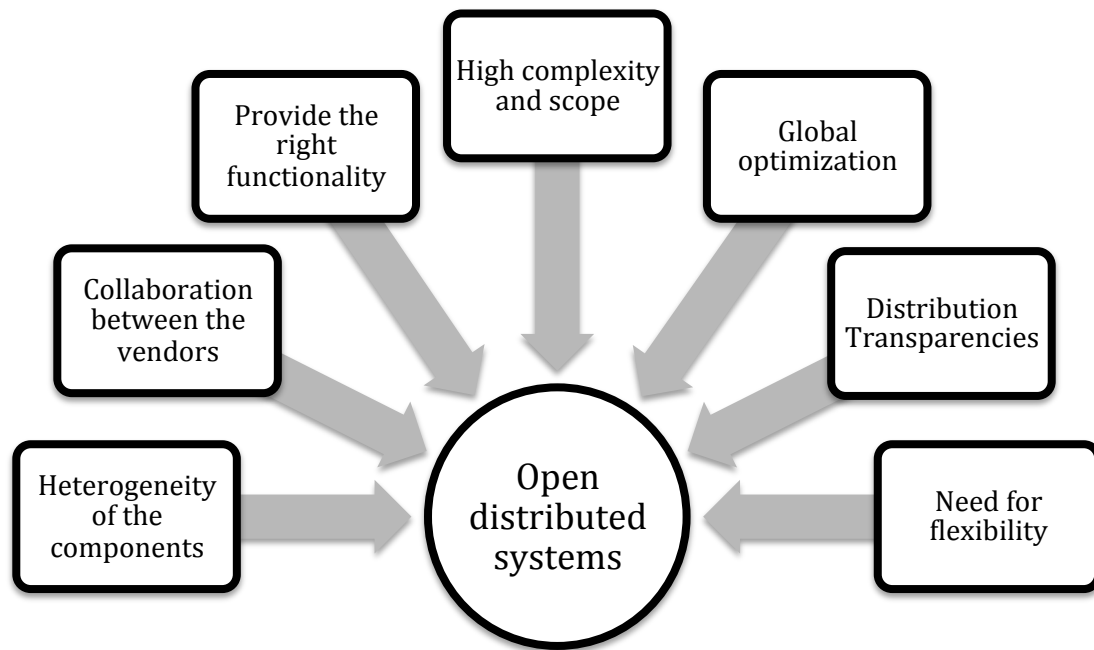 High complexity
and scope
Provide the
right
functionality
Global
optimization
Collaboration
between the
vendors
Distribution
Transparencies
Heterogeneity
of the
components
Open
distributed
systems
Need for
flexibility